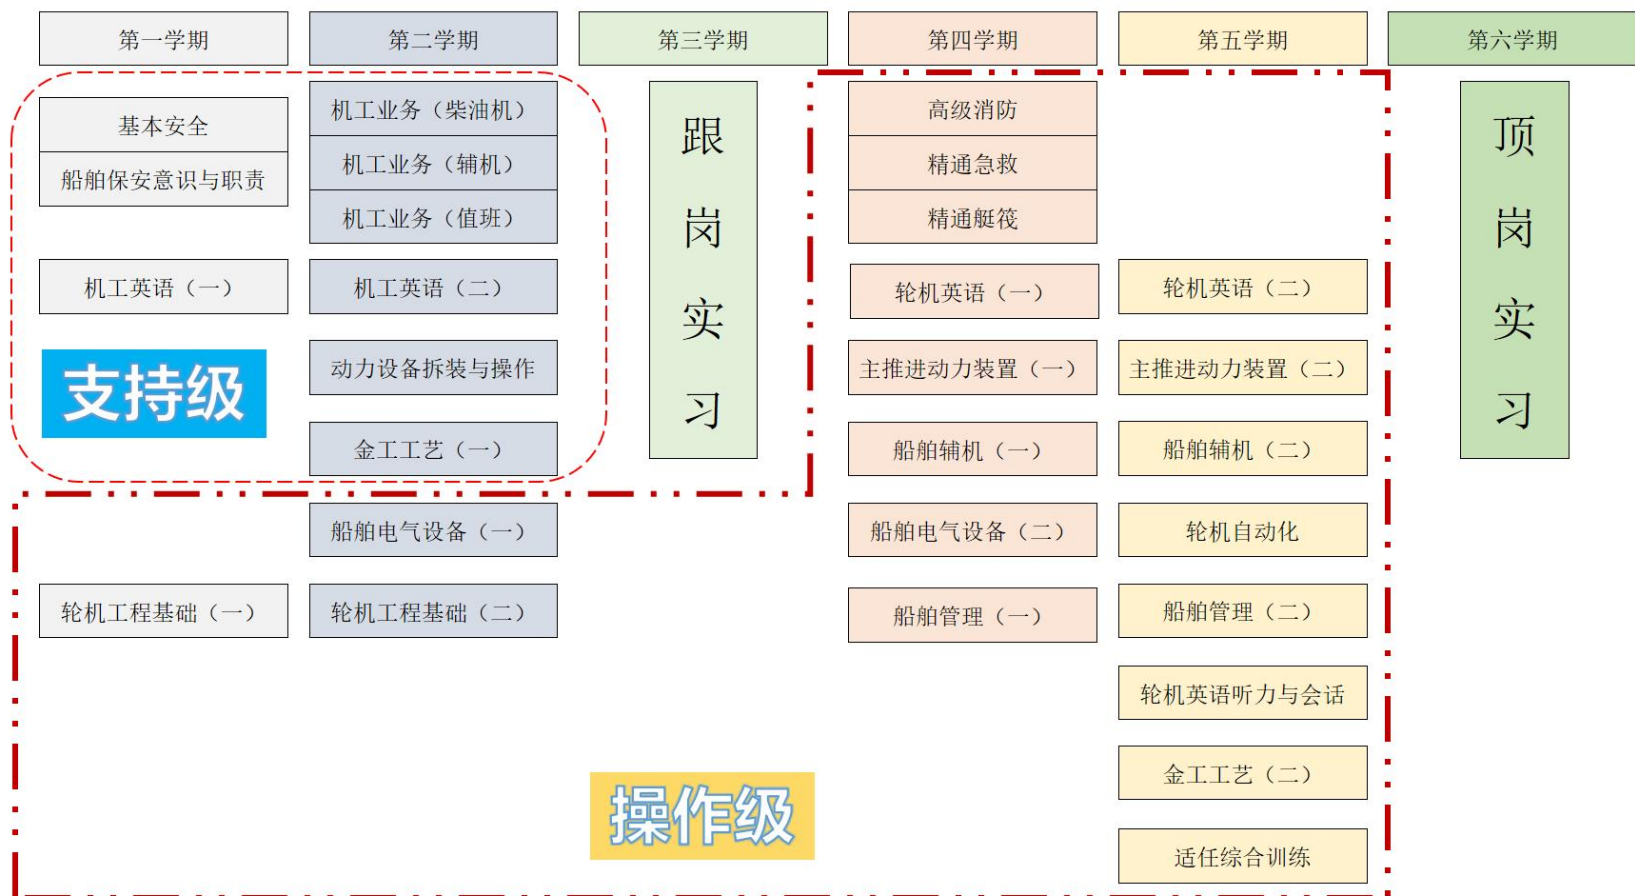 第一学期
第二学期
第三学期
第四学期
第五学期
第六学期
基本安全
船舶保安意识与职责
机工英语（一）
支持级
轮机工程基础（一）
机工业务（柴油机）
机工业务（辅机）
机工业务（值班）
机工英语（二）
动力设备拆装与操作
金工工艺（一）
船舶电气设备（一）
轮机工程基础（二）
跟
岗
实
习
高级消防
精通急救
精通艇筏
轮机英语（一）
主推进动力装置（一）
船舶辅机（一）
船舶电气设备（二）
船舶管理（一）
轮机英语（二）
主推进动力装置（二）
船舶辅机（二）
轮机自动化
船舶管理（二）
轮机英语听力与会话
金工工艺（二）
适任综合训练
操作级
顶
岗
实
习